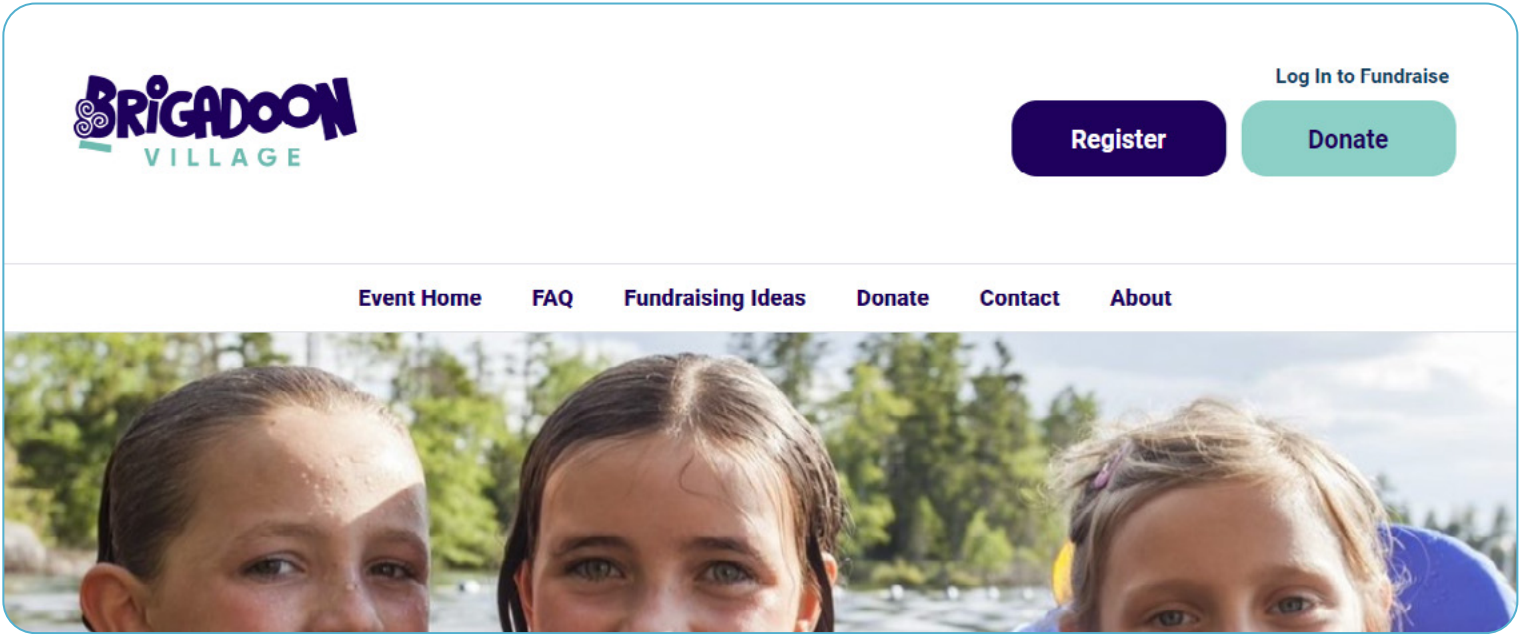 BRIGADOON
VILLAGE
Log In to Fundraise
Register Donate
Event Home FAQ Fundraising Ideas Donate Contact About